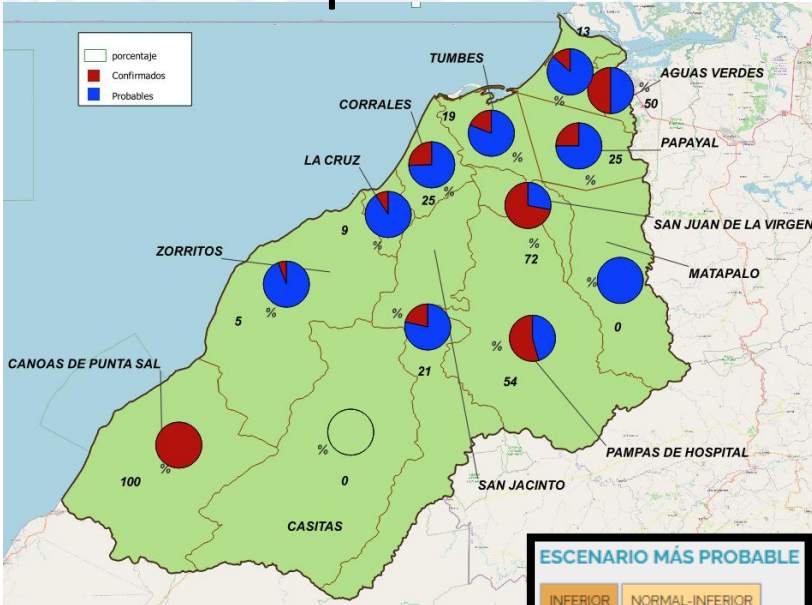 porcentaje
Confirmados
Probables
13
%
TUMBES
AGUAS VERDES
%
50
CORRALES
19
%
PAPAYAL
25
%
LA CRUZ
25
%
9
%
SAN JUAN DE LA VIRGEN
%
72
MATAPALO
%
0
ZORRITOS
5
%
%
21
%
54
CANOAS DE PUNTA SAL
100
%
%
0
CASITAS
SAN JACINTO
PAMPAS DE HOSPITAL
ESCENARIO MÁS PROBABLE
INFERIOR
NORMAL-INFERIOR